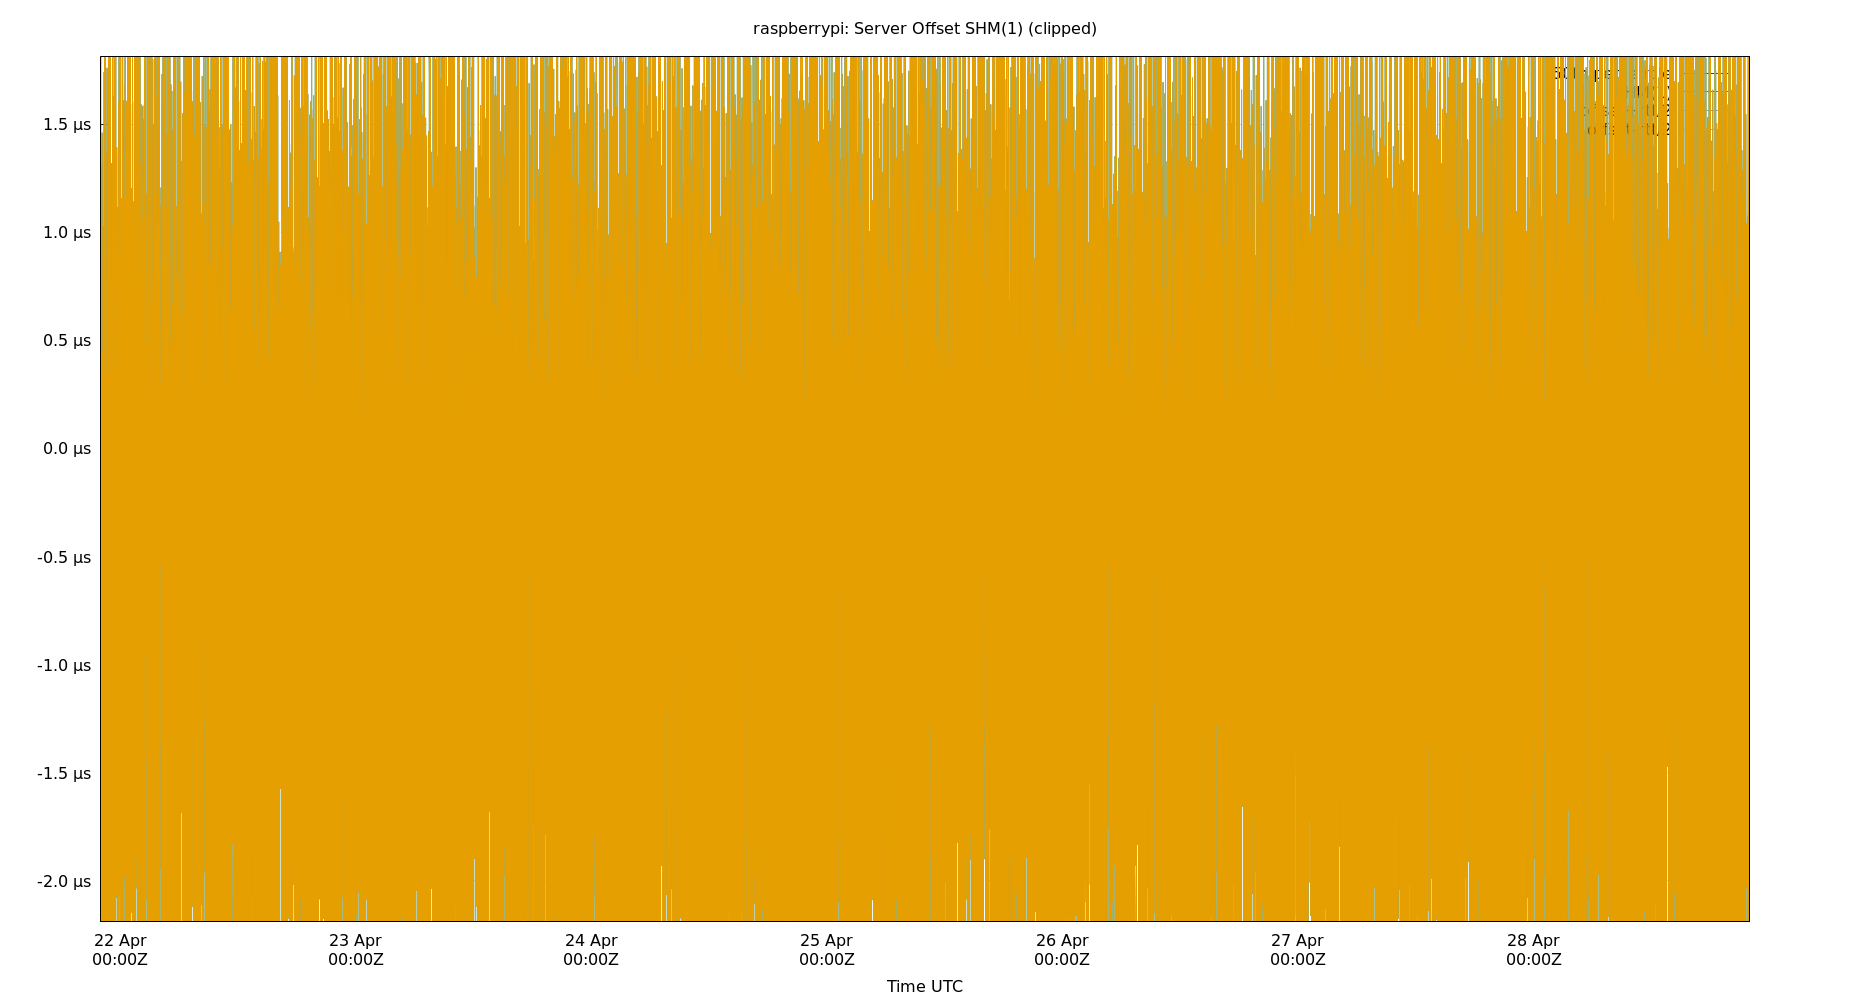 raspberrypi: Server Offset SHM(1) (clipped)
1.5 µs
1.0 µs
0.5 µs
0.0 µs
-0.5 µs
-1.0 µs
-1.5 µs
-2.0 µs
22 Apr 23 Apr 24 Apr 25 Apr 26 Apr 27 Apr 28 Apr
00:00Z 00:00Z 00:00Z 00:00Z 00:00Z 00:00Z 00:00Z
Time UTC